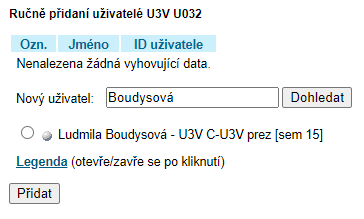 Ručně přidaní uživatelé U3V U032
Ozn. Jméno ID uživatele
Nenalezena žádná vyhovující data.
Nový uživatel: Boudysová Dohledat
Ludmila Boudysová - U3V C-U3V prez [sem 15]
Legenda (otevře/zavře se po kliknutí)
Přidat